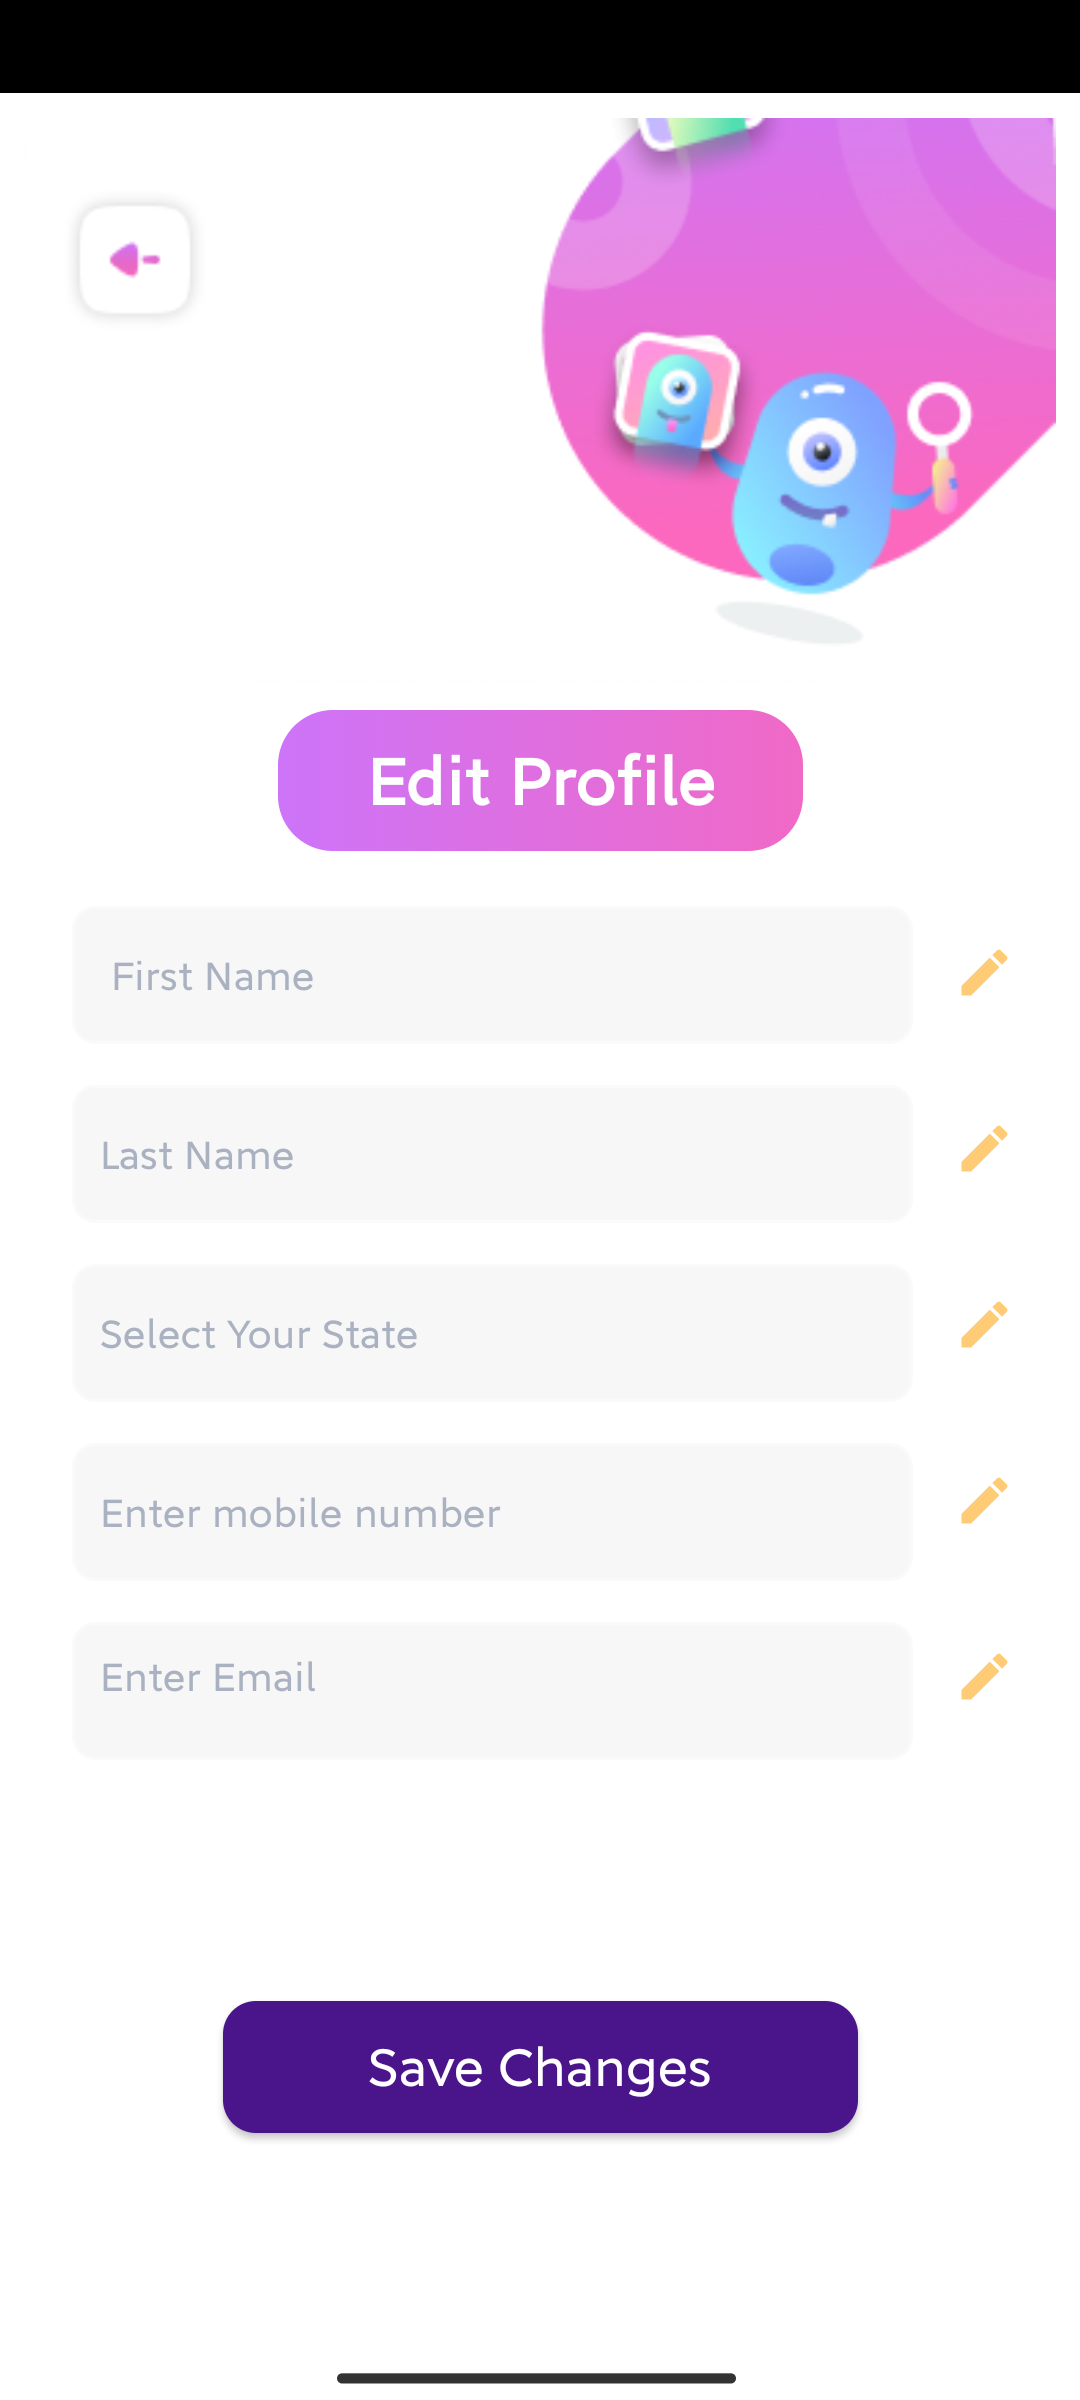 Edit Profile
First Name
Last Name
Select Your State
Enter mobile number
Enter Email
Save Changes